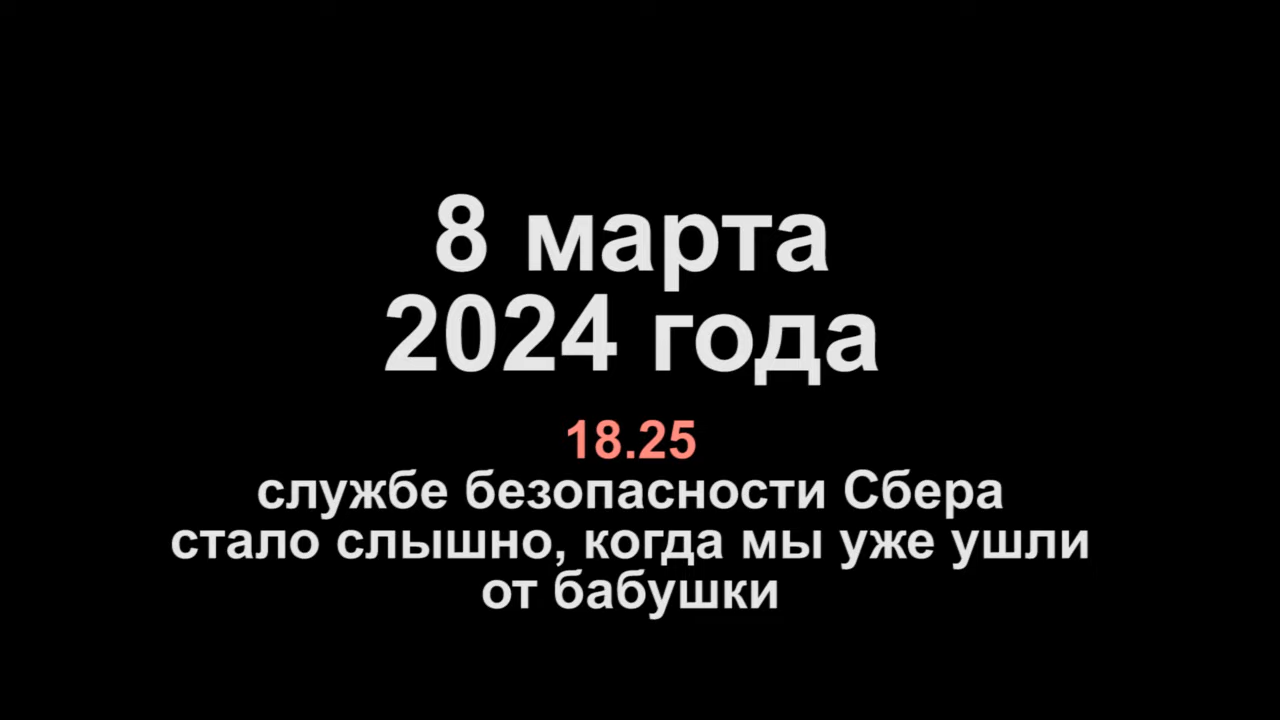 8 марта
2024 года
18.25
службе безопасности Сбера
стало слышно, когда мы уже ушли
от бабушки